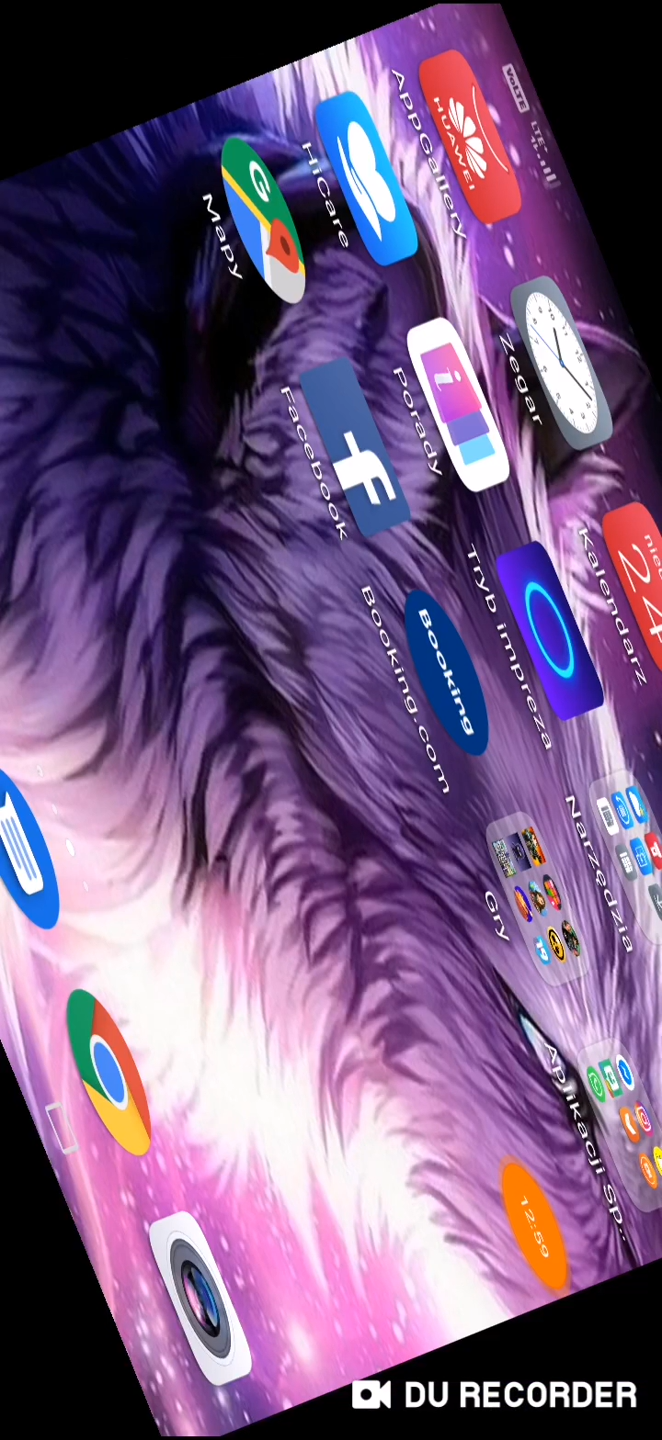 VoLTE LTE+
HUAWEI
AppGallery
Zegar
24
Kalendarz
HiCare
Porady
Tryb impreza
Narzędzia
Mapy
Facebook
Booking
Booking.com
Gry
Aplikacji Sp...
12:59
DU RECORDER